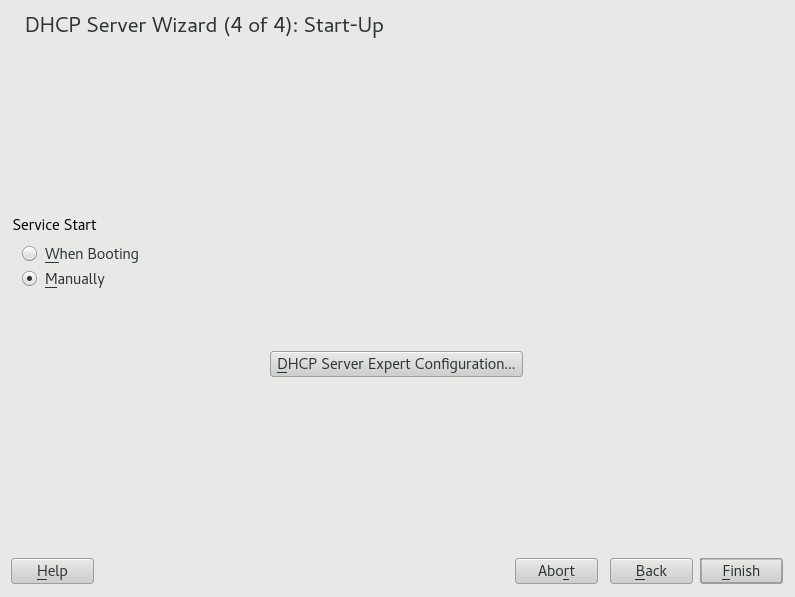 DHCP Server Wizard (4 of 4): Start-Up
Service Start
When Booting
Manually
DHCP Server Expert Configuration...
Help
Abort
Back
Finish